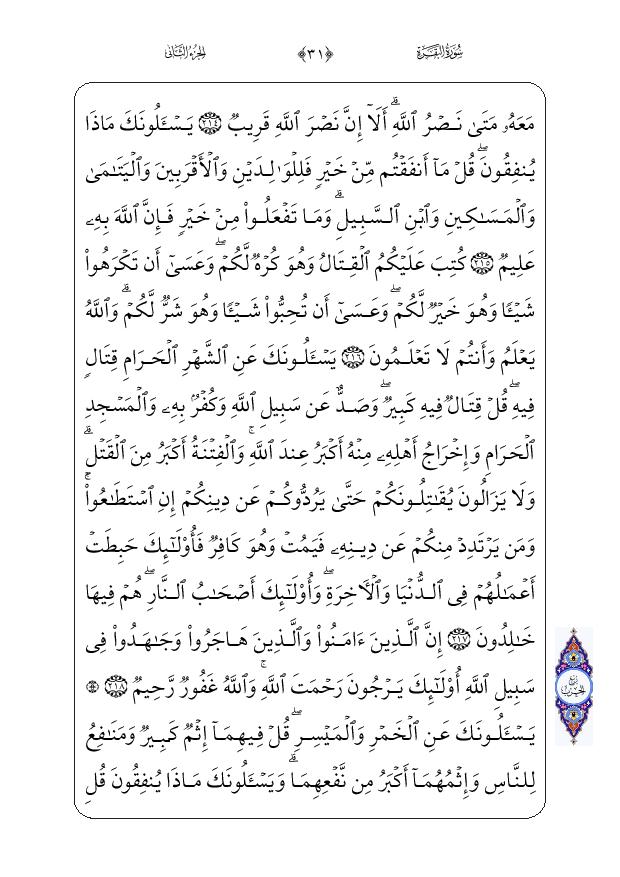 سُورَةُ البَقَرَة ﴿٣١﴾ الجزء الثاني
مَعَهُۥ مَتَىٰ نَصۡرُ ٱللَّهِۗ أَلَآ إِنَّ نَصۡرَ ٱللَّهِ قَرِيبٞ ٢١٤ يَسۡـَٔلُونَكَ مَاذَا
يُنفِقُونَۖ قُلۡ مَآ أَنفَقۡتُم مِّنۡ خَيۡرٖ فَلِلۡوَٰلِدَيۡنِ وَٱلۡأَقۡرَبِينَ وَٱلۡيَتَٰمَىٰ
وَٱلۡمَسَٰكِينِ وَٱبۡنِ ٱلسَّبِيلِۗ وَمَا تَفۡعَلُواْ مِنۡ خَيۡرٖ فَإِنَّ ٱللَّهَ بِهِۦ
عَلِيمٞ ٢١٥ كُتِبَ عَلَيۡكُمُ ٱلۡقِتَالُ وَهُوَ كُرۡهٞ لَّكُمۡۖ وَعَسَىٰٓ أَن تَكۡرَهُواْ
شَيۡـٔٗا وَهُوَ خَيۡرٞ لَّكُمۡۖ وَعَسَىٰٓ أَن تُحِبُّواْ شَيۡـٔٗا وَهُوَ شَرّٞ لَّكُمۡۗ وَٱللَّهُ
يَعۡلَمُ وَأَنتُمۡ لَا تَعۡلَمُونَ ٢١٦ يَسۡـَٔلُونَكَ عَنِ ٱلشَّهۡرِ ٱلۡحَرَامِ قِتَالٖ
فِيهِۖ قُلۡ قِتَالٞ فِيهِ كَبِيرٞۖ وَصَدٌّ عَن سَبِيلِ ٱللَّهِ وَكُفۡرُۢ بِهِۦ وَٱلۡمَسۡجِدِ
ٱلۡحَرَامِ وَإِخۡرَاجُ أَهۡلِهِۦ مِنۡهُ أَكۡبَرُ عِندَ ٱللَّهِۚ وَٱلۡفِتۡنَةُ أَكۡبَرُ مِنَ ٱلۡقَتۡلِۗ
وَلَا يَزَالُونَ يُقَٰتِلُونَكُمۡ حَتَّىٰ يَرُدُّوكُمۡ عَن دِينِكُمۡ إِنِ ٱسۡتَطَٰعُواْۚ
وَمَن يَرۡتَدِدۡ مِنكُمۡ عَن دِينِهِۦ فَيَمُتۡ وَهُوَ كَافِرٞ فَأُوْلَٰٓئِكَ حَبِطَتۡ
أَعۡمَٰلُهُمۡ فِي ٱلدُّنۡيَا وَٱلۡأٓخِرَةِۖ وَأُوْلَٰٓئِكَ أَصۡحَٰبُ ٱلنَّارِۖ هُمۡ فِيهَا
خَٰلِدُونَ ٢١٧ إِنَّ ٱلَّذِينَ ءَامَنُواْ وَٱلَّذِينَ هَاجَرُواْ وَجَٰهَدُواْ فِي
سَبِيلِ ٱللَّهِ أُوْلَٰٓئِكَ يَرۡجُونَ رَحۡمَتَ ٱللَّهِۚ وَٱللَّهُ غَفُورٞ رَّحِيمٞ ٢١٨ ۞
يَسۡـَٔلُونَكَ عَنِ ٱلۡخَمۡرِ وَٱلۡمَيۡسِرِۖ قُلۡ فِيهِمَآ إِثۡمٞ كَبِيرٞ وَمَنَٰفِعُ
لِلنَّاسِ وَإِثۡمُهُمَآ أَكۡبَرُ مِن نَّفۡعِهِمَاۗ وَيَسۡـَٔلُونَكَ مَاذَا يُنفِقُونَ قُلِ
ربع
الحزب